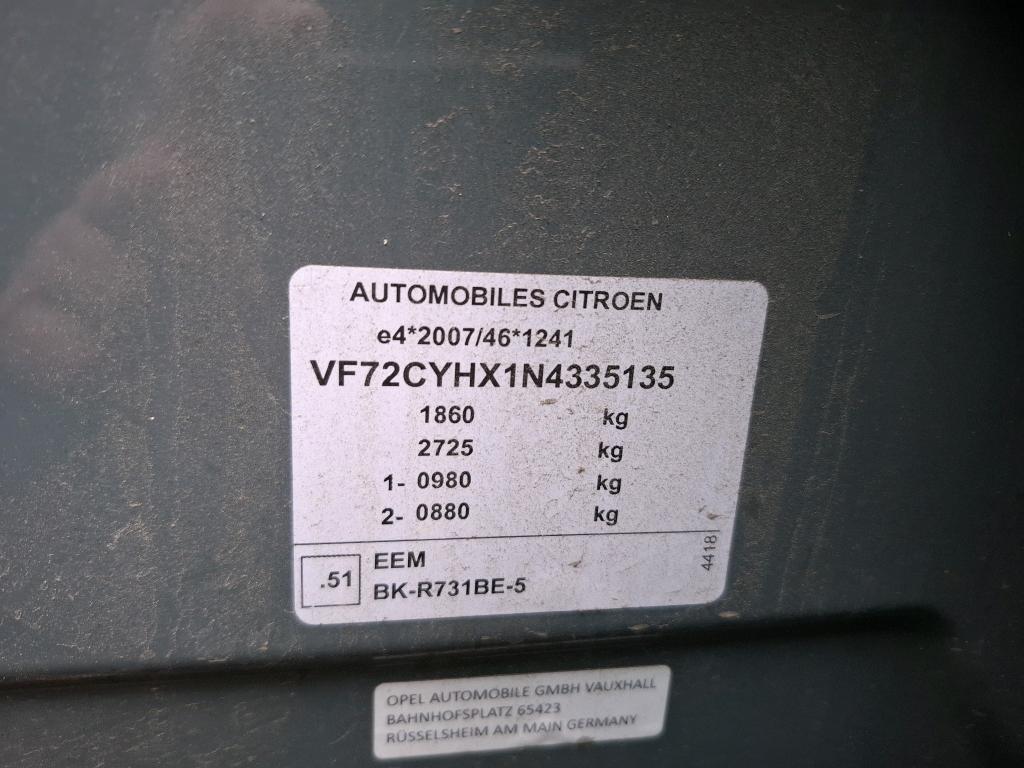 AUTOMOBILES CITROEN
e4*2007/46*1241
VF72CYHX1N4335135
1860 kg
2725 kg
1- 0980 kg
2- 0880 kg
.51 EEM
BK-R731BE-5
4418
OPEL AUTOMOBILE GMBH VAUXHALL
BAHNHOFSPLATZ 65423
RÜSSELSHEIM AM MAIN GERMANY